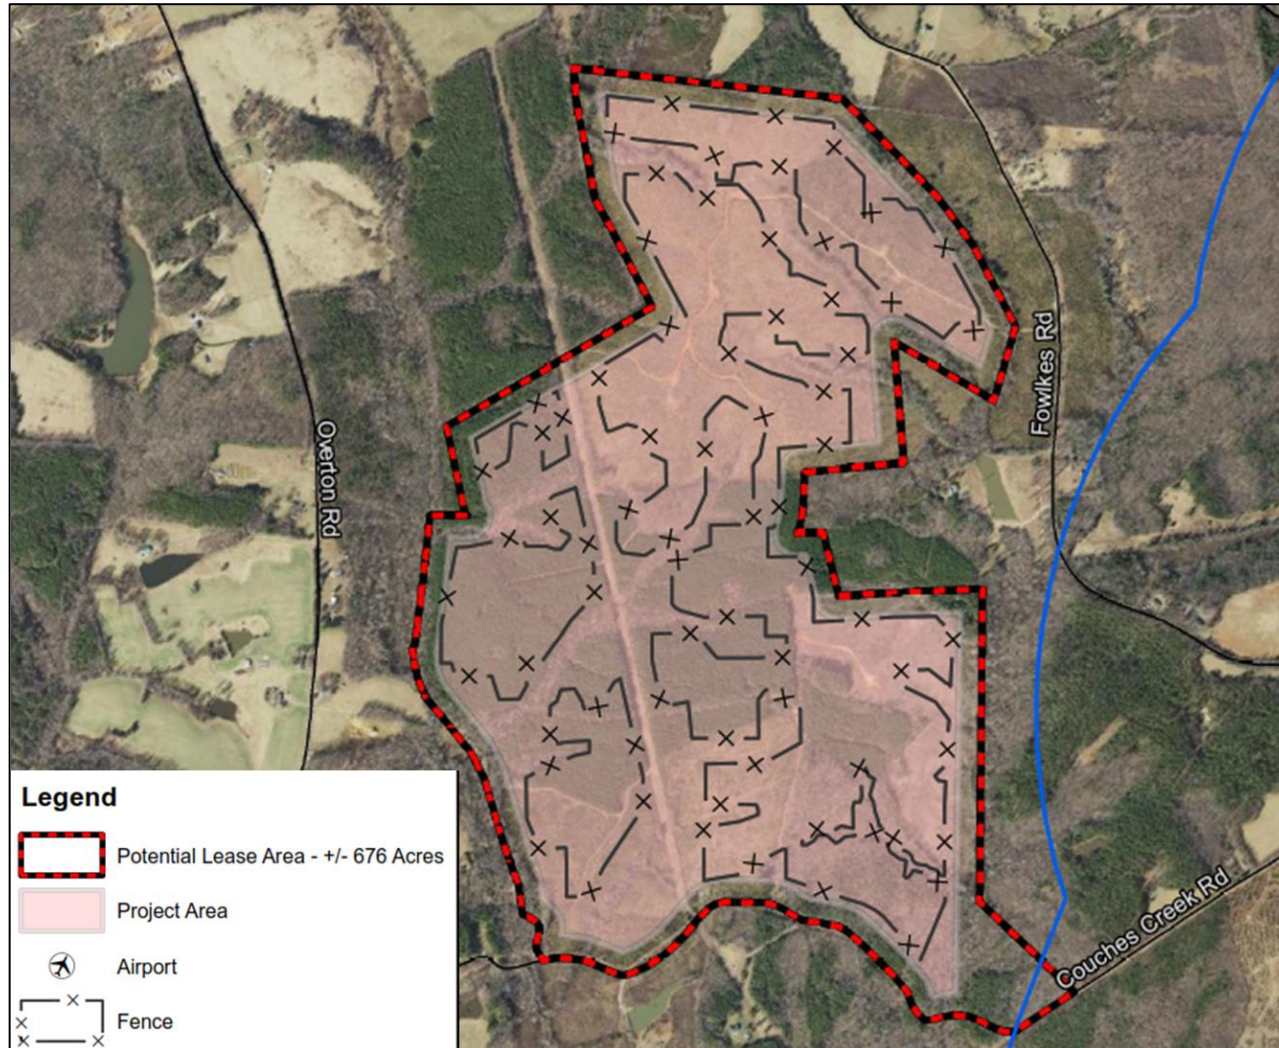 Fowlkes Rd
Overton Rd
Couches Creek Rd
Legend
Potential Lease Area - +/- 676 Acres
Project Area
Airport
Fence